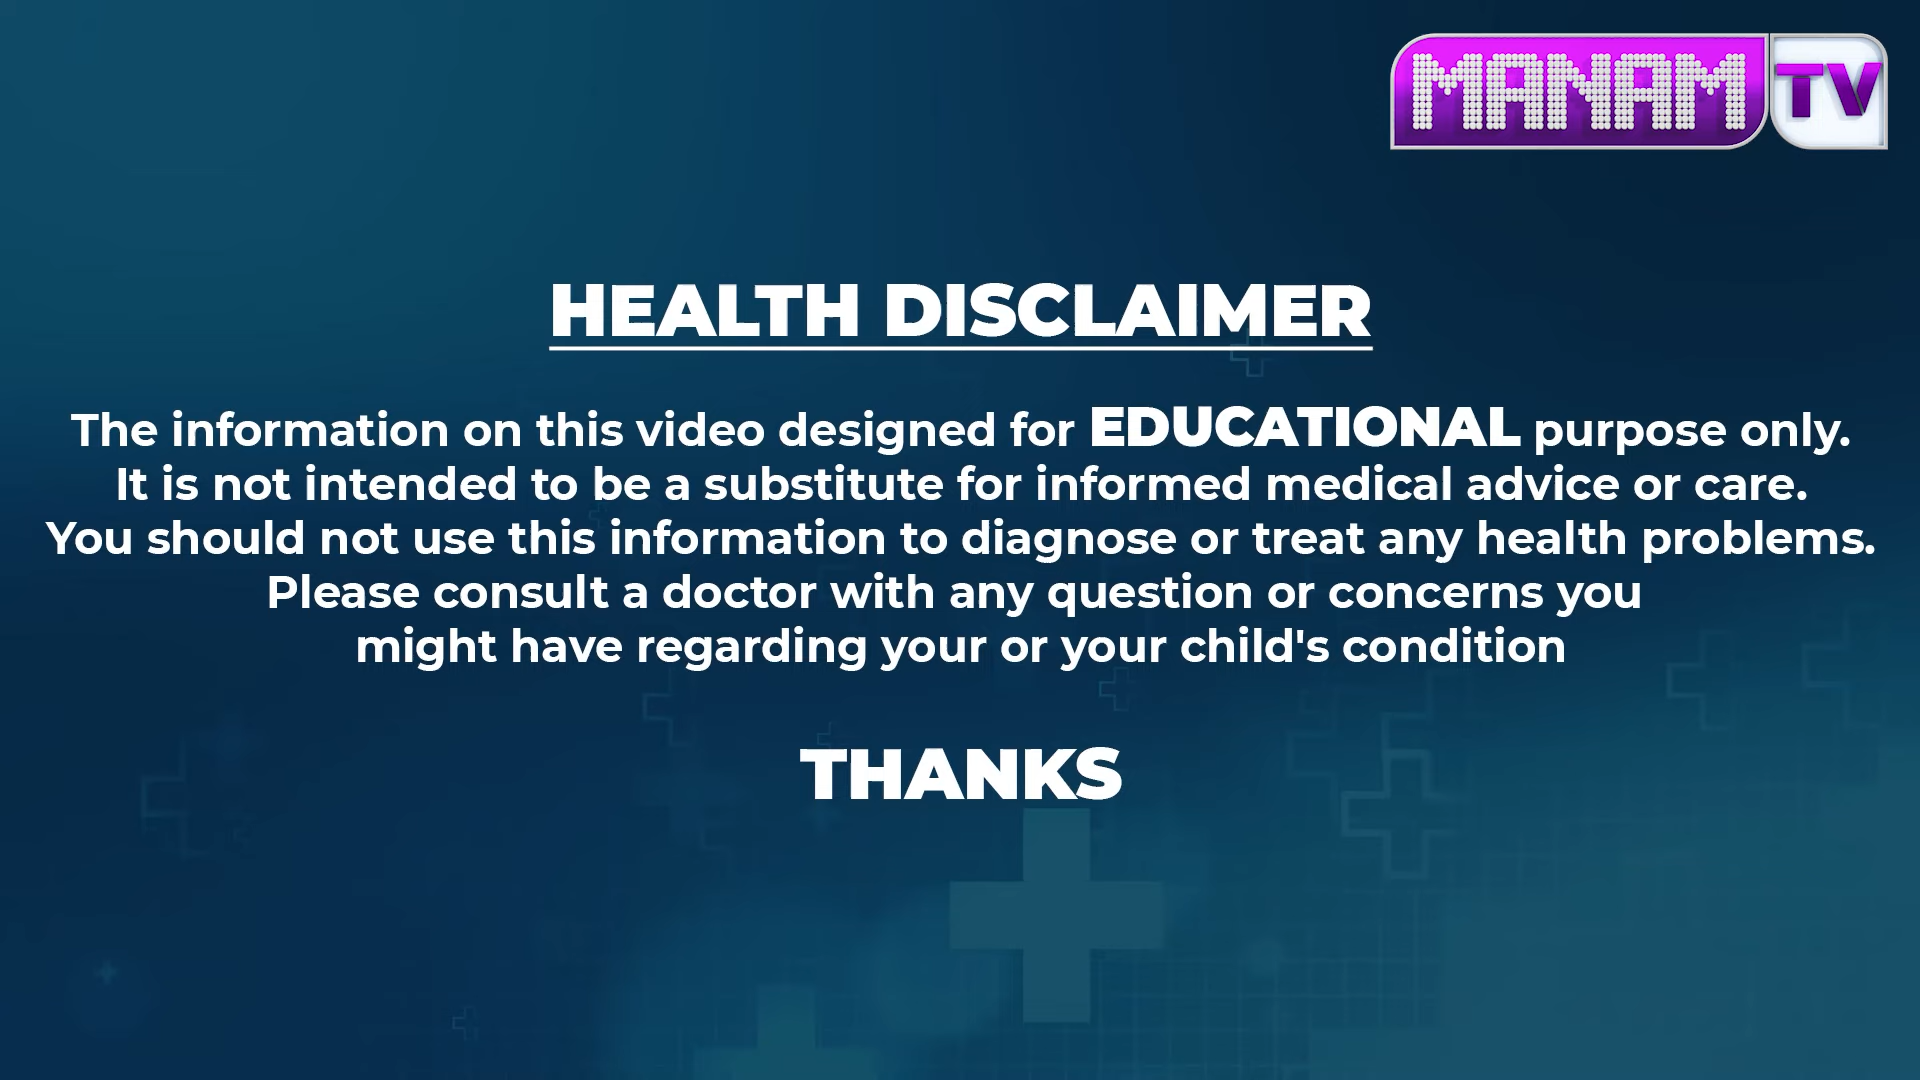 MANAM TV
HEALTH DISCLAIMER
The information on this video designed for EDUCATIONAL purpose only.
It is not intended to be a substitute for informed medical advice or care.
You should not use this information to diagnose or treat any health problems.
Please consult a doctor with any question or concerns you
might have regarding your or your child's condition
THANKS